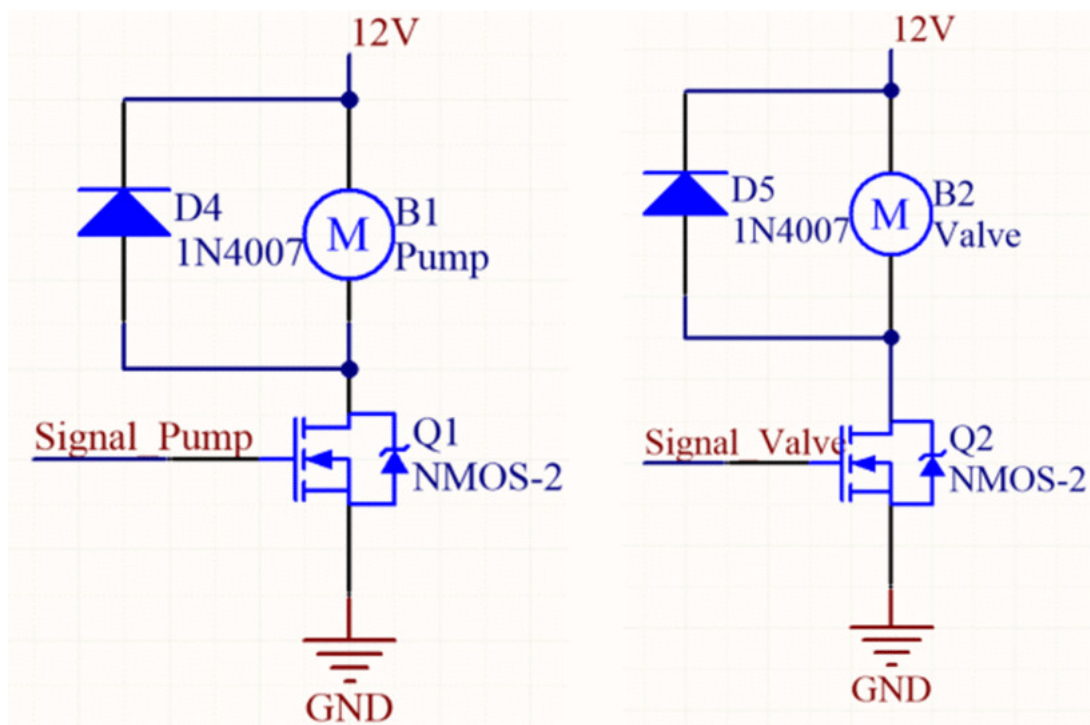 12V
D4
1N4007
M
B1
Pump
Signal_Pump
Q1
NMOS-2
GND
12V
D5
1N4007
M
B2
Valve
Signal_Valve
Q2
NMOS-2
GND